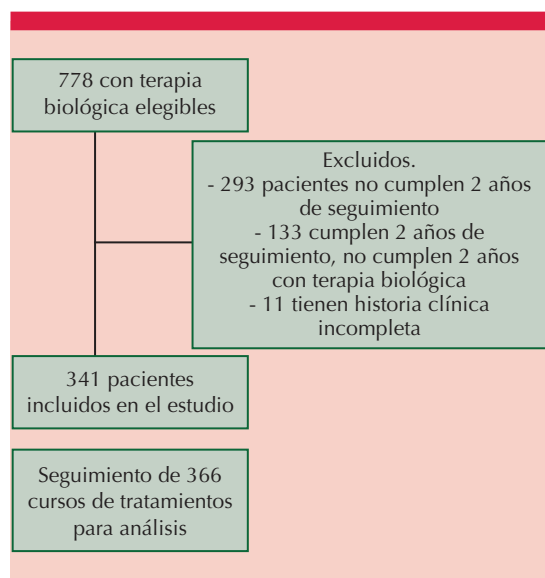 778 con terapia
biológica elegibles
Excluidos.
- 293 pacientes no cumplen 2 años
de seguimiento
- 133 cumplen 2 años de
seguimiento, no cumplen 2 años
con terapia biológica
- 11 tienen historia clínica
incompleta
341 pacientes
incluidos en el estudio
Seguimiento de 366
cursos de tratamientos
para análisis